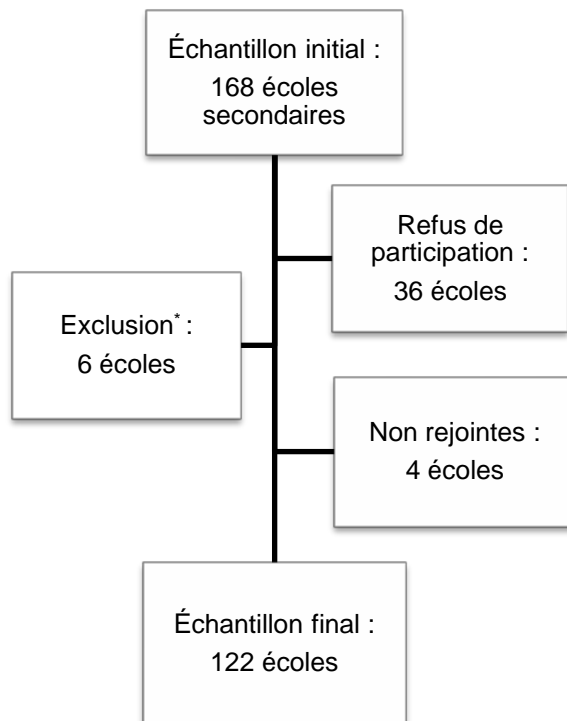 Échantillon initial :
168 écoles
secondaires
Refus de
participation :
36 écoles
Exclusion* :
6 écoles
Non rejointes :
4 écoles
Échantillon final :
122 écoles